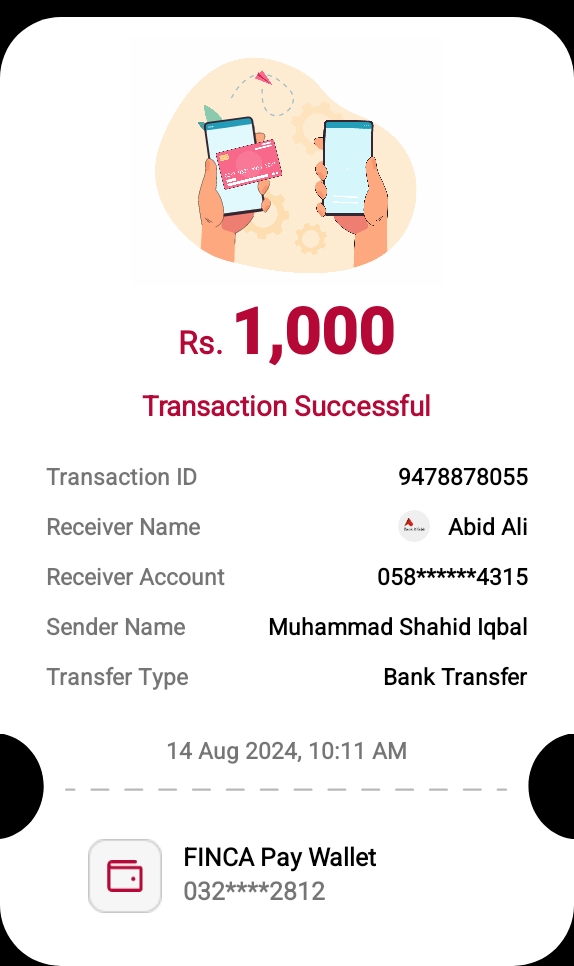 Rs. 1,000
Transaction Successful
Transaction ID 9478878055
Receiver Name Abid Ali
Receiver Account 058******4315
Sender Name Muhammad Shahid Iqbal
Transfer Type Bank Transfer
14 Aug 2024, 10:11 AM
FINCA Pay Wallet
032****2812